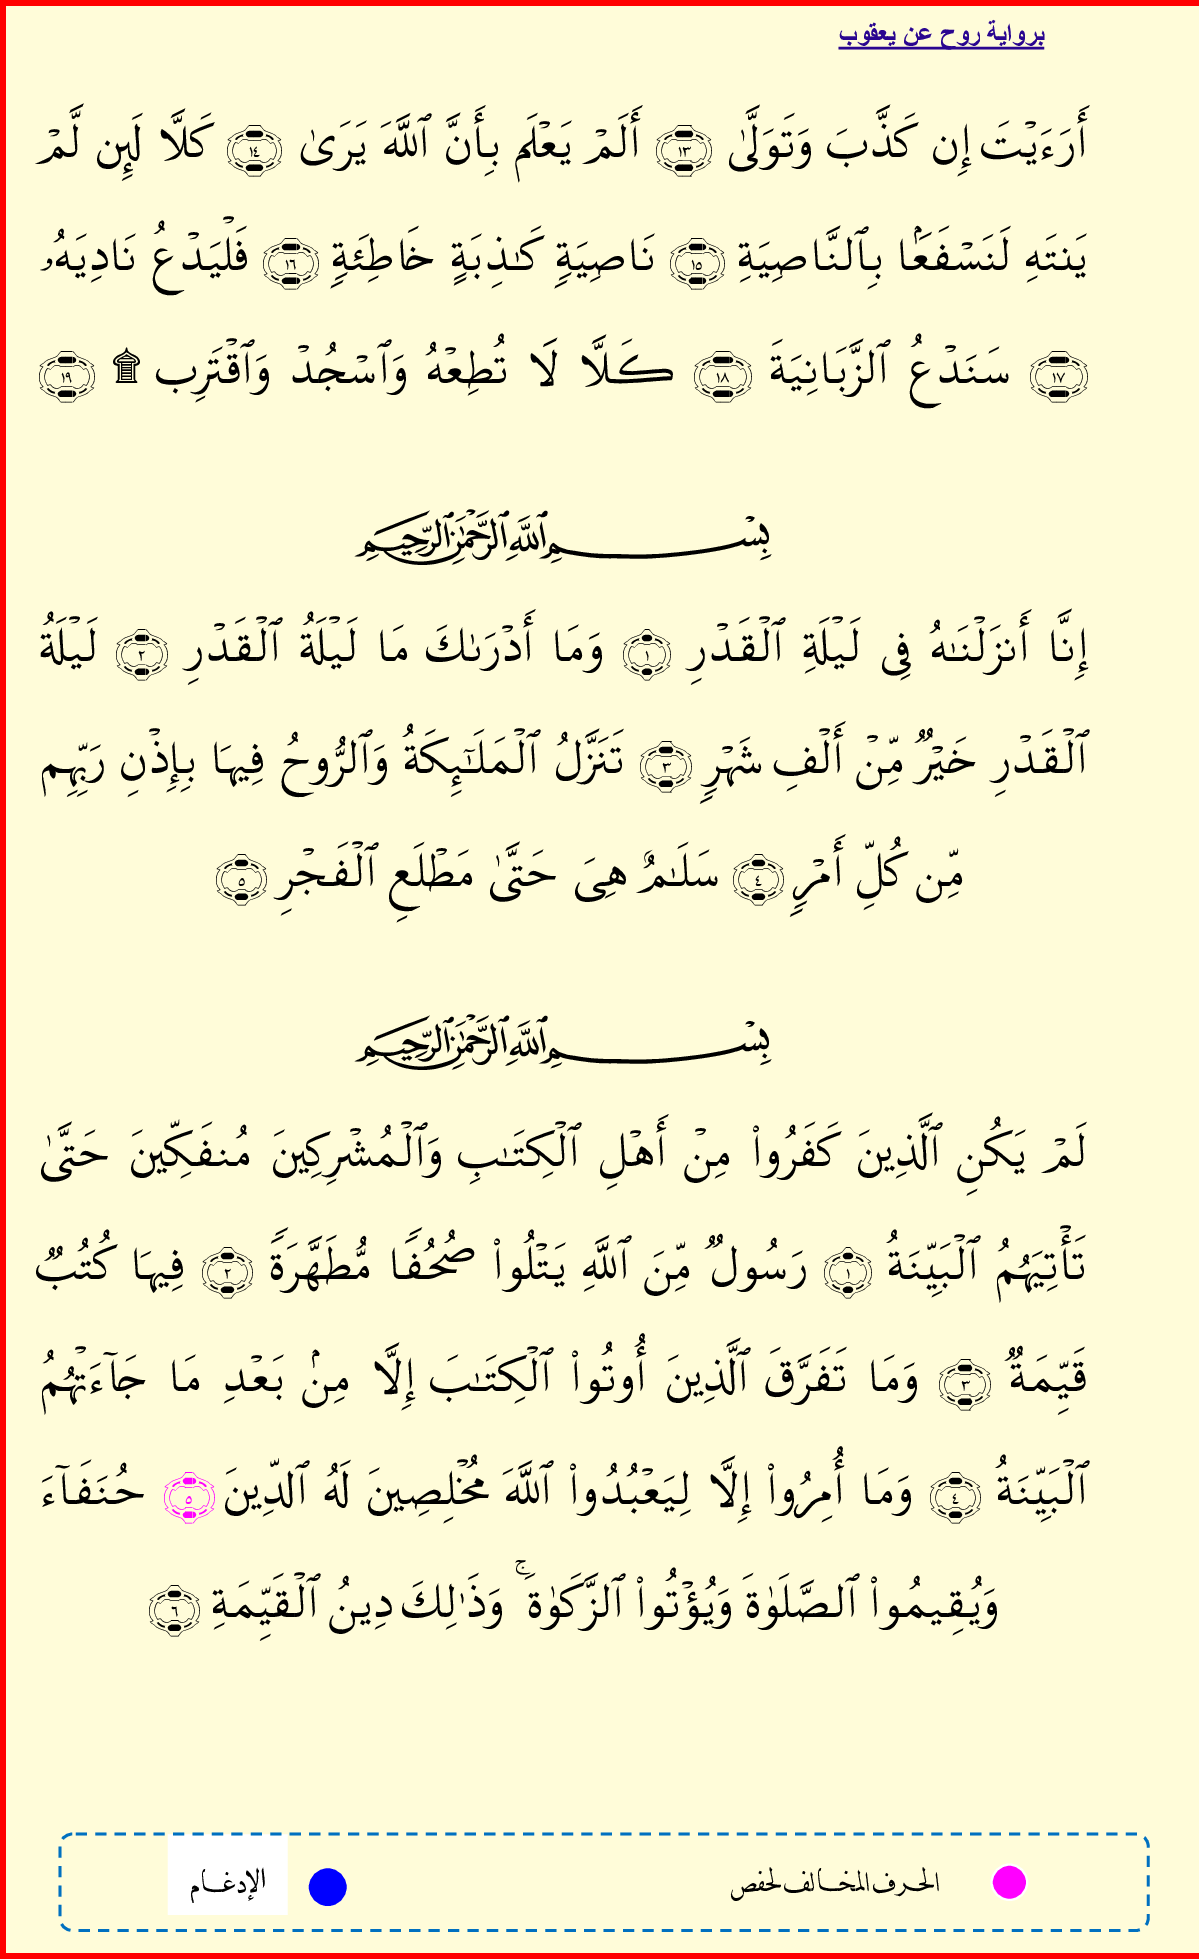 برواية روح عن يعقوب
أَرَءَيۡتَ إِن كَذَّبَ وَتَوَلَّىٰٓ ١٣ أَلَمۡ يَعۡلَم بِأَنَّ ٱللَّهَ يَرَىٰ ١٤ كَلَّا لَئِن لَّمۡ
يَنتَهِ لَنَسۡفَعَۢا بِٱلنَّاصِيَةِ ١٥ نَاصِيَةٖ كَٰذِبَةٍ خَاطِئَةٖ ١٦ فَلۡيَدۡعُ نَادِيَهُۥ
١٧ سَنَدۡعُ ٱلزَّبَانِيَةَ ١٨ كَلَّا لَا تُطِعۡهُ وَٱسۡجُدۡۤ وَٱقۡتَرِب ۩ ١٩
بِسۡمِ ٱللَّهِ ٱلرَّحۡمَٰنِ ٱلرَّحِيمِ
إِنَّآ أَنزَلۡنَٰهُ فِي لَيۡلَةِ ٱلۡقَدۡرِ ١ وَمَآ أَدۡرَىٰكَ مَا لَيۡلَةُ ٱلۡقَدۡرِ ٢ لَيۡلَةُ
ٱلۡقَدۡرِ خَيۡرٞ مِّنۡ أَلۡفِ شَهۡرٖ ٣ تَنَزَّلُ ٱلۡمَلَٰٓئِكَةُ وَٱلرُّوحُ فِيهَا بِإِذۡنِ رَبِّهِم
مِّن كُلِّ أَمۡرٖ ٤ سَلَٰمٌ هِيَ حَتَّىٰ مَطۡلَعِ ٱلۡفَجۡرِ ٥
بِسۡمِ ٱللَّهِ ٱلرَّحۡمَٰنِ ٱلرَّحِيمِ
لَمۡ يَكُنِ ٱلَّذِينَ كَفَرُواْ مِنۡ أَهۡلِ ٱلۡكِتَٰبِ وَٱلۡمُشۡرِكِينَ مُنفَكِّينَ حَتَّىٰ
تَأۡتِيَهُمُ ٱلۡبَيِّنَةُ ١ رَسُولٞ مِّنَ ٱللَّهِ يَتۡلُواْ صُحُفٗا مُّطَهَّرَةٗ ٢ فِيهَا كُتُبٞ
قَيِّمَةٞ ٣ وَمَا تَفَرَّقَ ٱلَّذِينَ أُوتُواْ ٱلۡكِتَٰبَ إِلَّا مِنۢ بَعۡدِ مَا جَآءَتۡهُمُ
ٱلۡبَيِّنَةُ ٤ وَمَآ أُمِرُوٓاْ إِلَّا لِيَعۡبُدُواْ ٱللَّهَ مُخۡلِصِينَ لَهُ ٱلدِّينَ ٥ حُنَفَآءَ
وَيُقِيمُواْ ٱلصَّلَوٰةَ وَيُؤۡتُواْ ٱلزَّكَوٰةَۚ وَذَٰلِكَ دِينُ ٱلۡقَيِّمَةِ ٦
الحرف المخالف لحفص
الإدغام